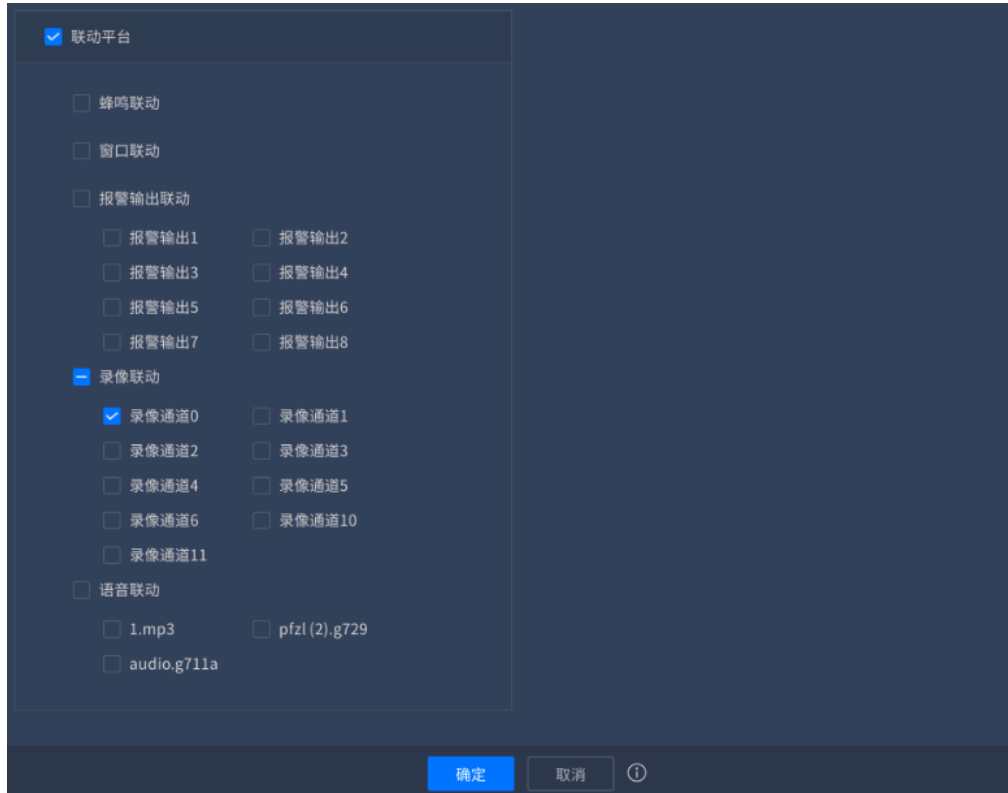 联动平台
蜂鸣联动
窗口联动
报警输出联动
报警输出1 报警输出2
报警输出3 报警输出4
报警输出5 报警输出6
报警输出7 报警输出8
录像联动
录像通道0 录像通道1
录像通道2 录像通道3
录像通道4 录像通道5
录像通道6 录像通道10
录像通道11
语音联动
1.mp3 pfzl (2).g729
audio.g711a
确定 取消